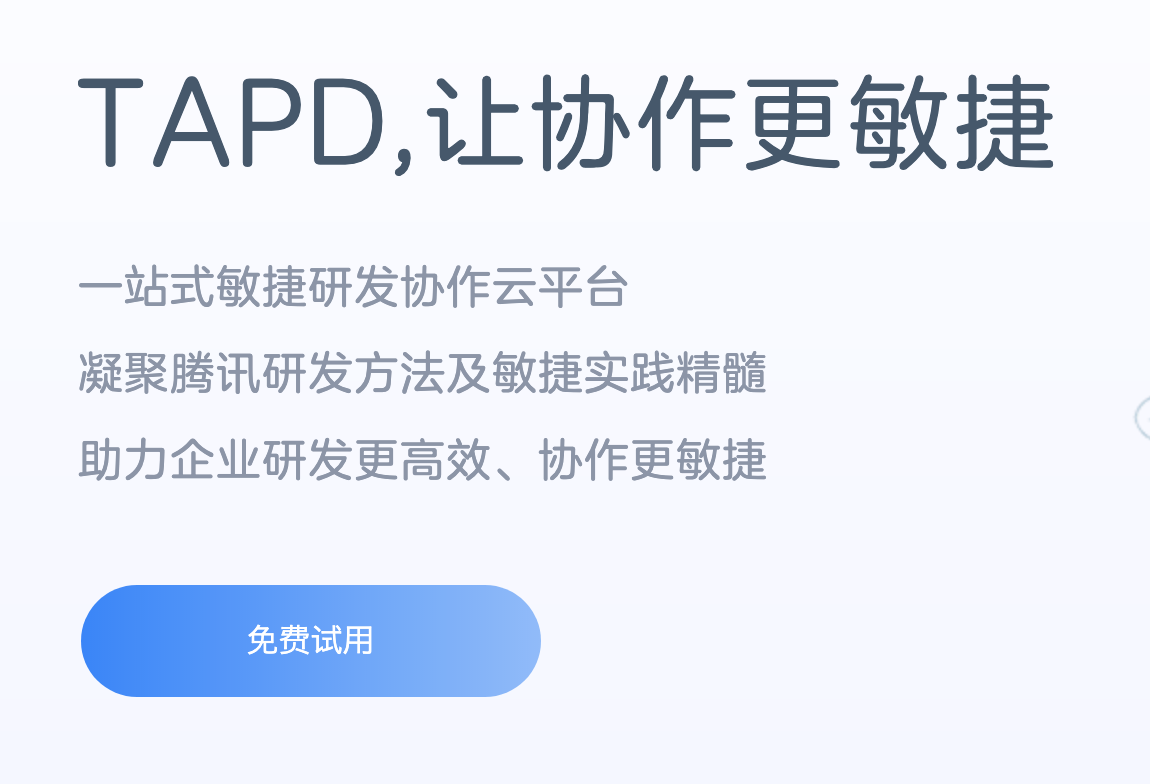 TAPD,让协作更敏捷
一站式敏捷研发协作云平台
凝聚腾讯研发方法及敏捷实践精髓
助力企业研发更高效、协作更敏捷
免费试用